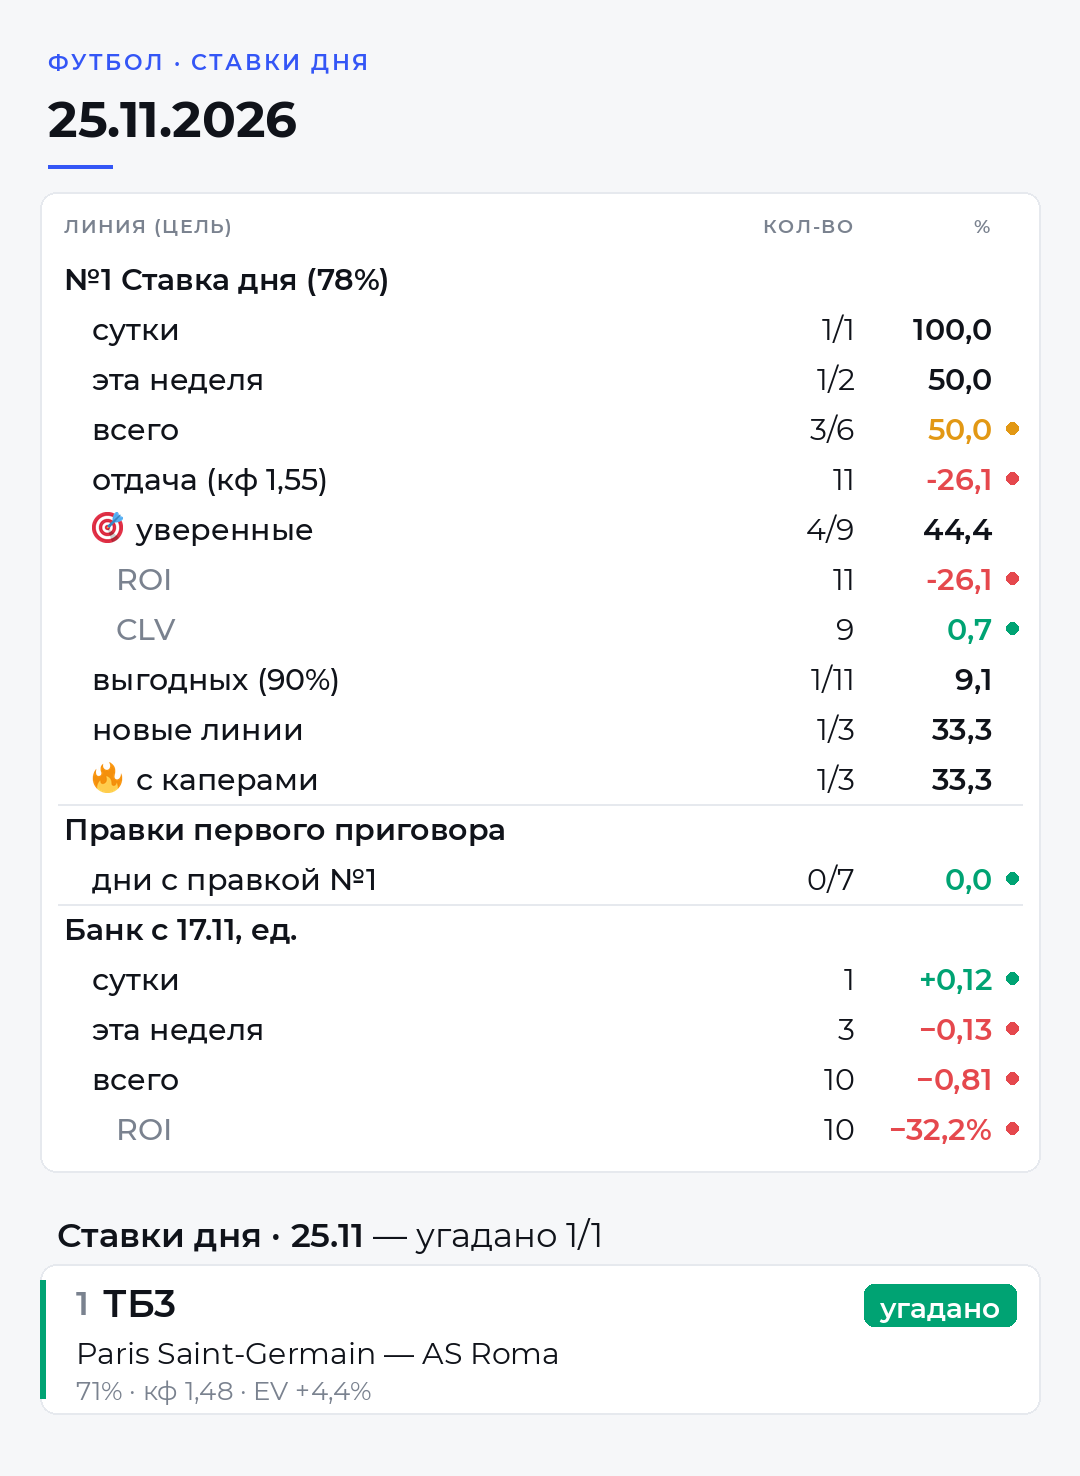 ФУТБОЛ · СТАВКИ ДНЯ
25.11.2026
ЛИНИЯ (ЦЕЛЬ) КОЛ-ВО %
№1 Ставка дня (78%)
сутки 1/1 100,0
эта неделя 1/2 50,0
всего 3/6 50,0
отдача (кф 1,55) 11 -26,1
уверенные 4/9 44,4
ROI 11 -26,1
CLV 9 0,7
выгодных (90%) 1/11 9,1
новые линии 1/3 33,3
с каперами 1/3 33,3
Правки первого приговора
дни с правкой №1 0/7 0,0
Банк с 17.11, ед.
сутки 1 +0,12
эта неделя 3 −0,13
всего 10 −0,81
ROI 10 −32,2%
Ставки дня · 25.11 — угадано 1/1
1 ТБ3 угадано
Paris Saint-Germain — AS Roma
71% · кф 1,48 · EV +4,4%